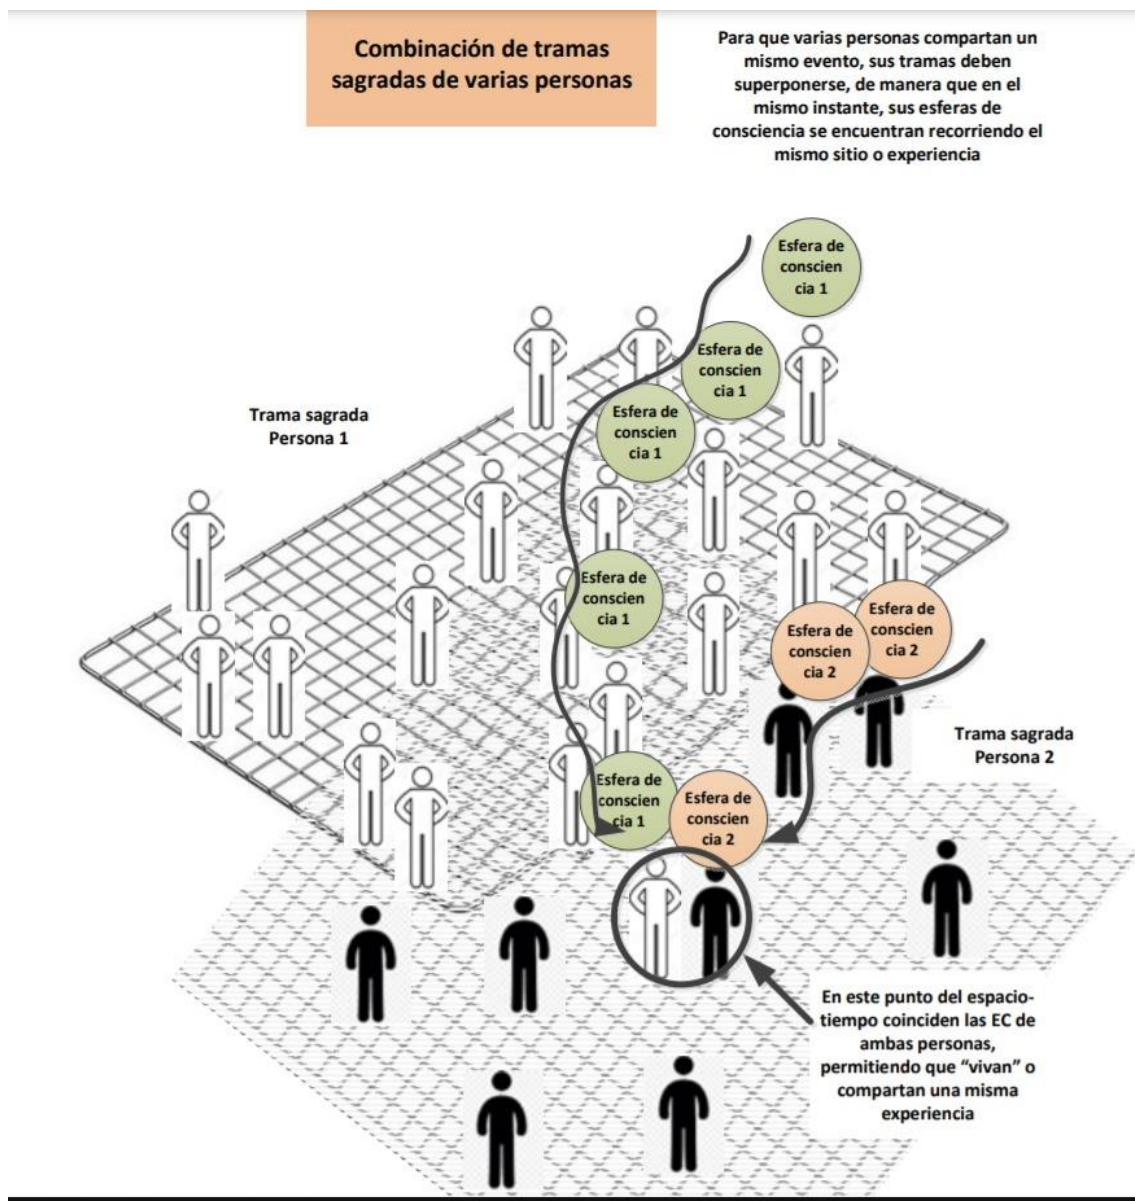 Combinación de tramas
sagradas de varias personas
Para que varias personas compartan un
mismo evento, sus tramas deben
superponerse, de manera que en el
mismo instante, sus esferas de
consciencia se encuentran recorriendo el
mismo sitio o experiencia
Esfera de
conscien
cia 1
Esfera de
conscien
cia 1
Esfera de
conscien
cia 1
Trama sagrada
Persona 1
Esfera de
conscien
cia 1
Esfera de
conscien
cia 2
Esfera de
conscien
cia 2
Trama sagrada
Persona 2
Esfera de
conscien
cia 1
Esfera de
conscien
cia 2
En este punto del espacio-
tiempo coinciden las EC de
ambas personas,
permitiendo que “vivan” o
compartan una misma
experiencia